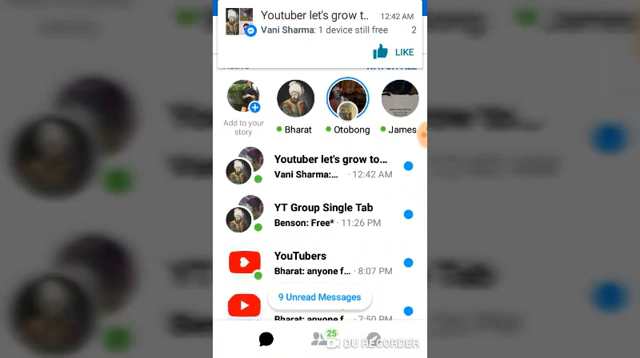 Youtuber let's grow t..
12:42 AM
Vani Sharma: 1 device still free
2
LIKE
Add to your
story
Bharat
Otobong
James
Youtuber let's grow to...
Vani Sharma:... · 12:42 AM
YT Group Single Tab
Benson: Free* · 11:26 PM
YouTubers
Bharat: anyone f... · 8:07 PM
9 Unread Messages
Bharat: anyone f... · 7:50 PM
25
DU RECORDER